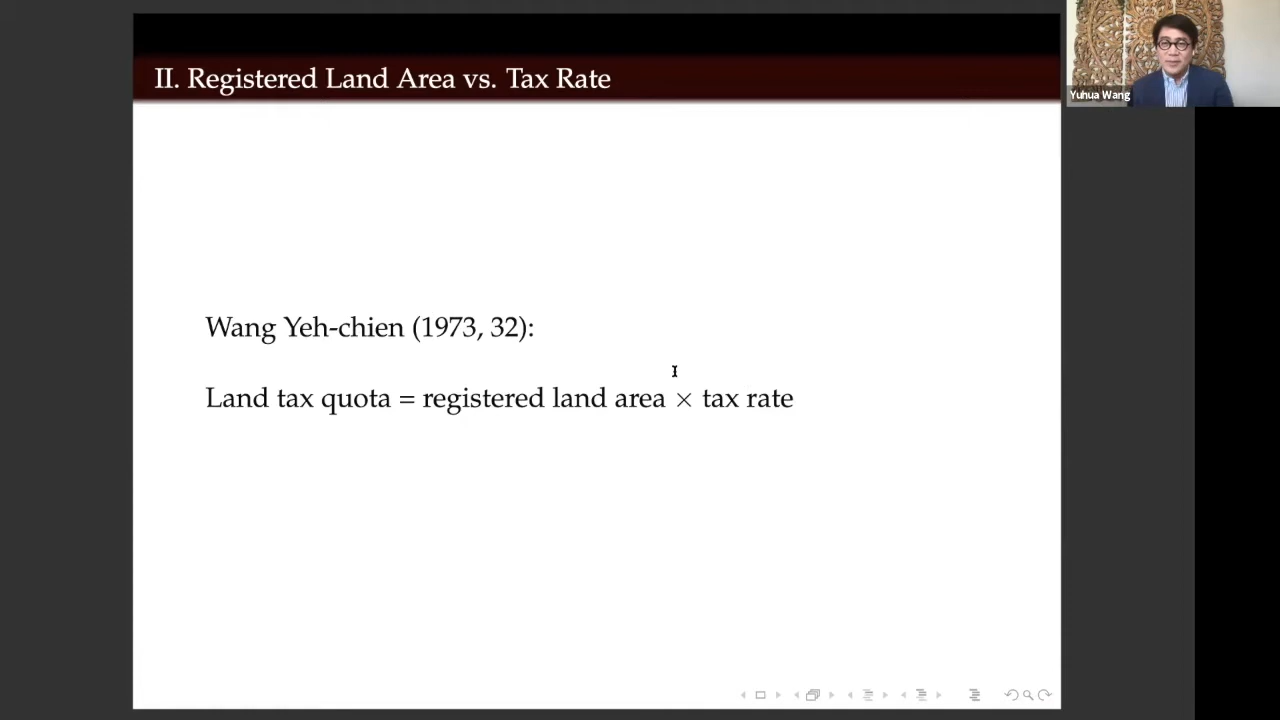 II. Registered Land Area vs. Tax Rate
Yuhua Wang
Wang Yeh-chien (1973, 32):
Land tax quota = registered land area × tax rate